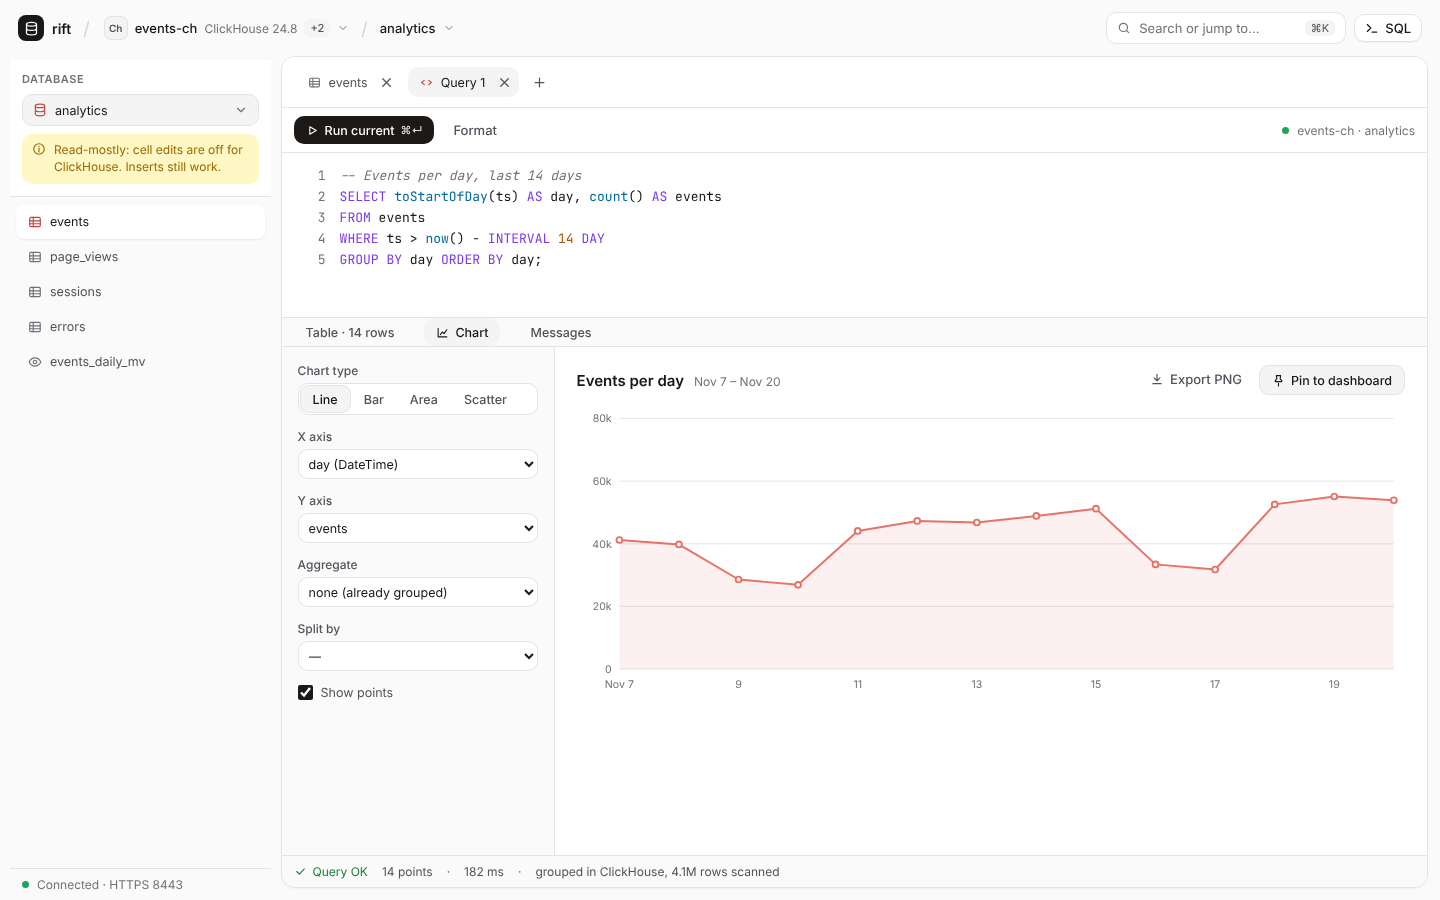 rift / Ch events-ch ClickHouse 24.8 +2 / analytics
Search or jump to... ⌘K
SQL
DATABASE
analytics
Read-mostly: cell edits are off for
ClickHouse. Inserts still work.
events
page_views
sessions
errors
events_daily_mv
Connected · HTTPS 8443
events
Query 1
Run current ⌘↵
Format
events-ch · analytics
1 -- Events per day, last 14 days
2 SELECT toStartOfDay(ts) AS day, count() AS events
3 FROM events
4 WHERE ts > now() - INTERVAL 14 DAY
5 GROUP BY day ORDER BY day;
Table · 14 rows
Chart
Messages
Chart type
Line Bar Area Scatter
X axis
day (DateTime)
Y axis
events
Aggregate
none (already grouped)
Split by
—
Show points
Events per day Nov 7 – Nov 20
Export PNG
Pin to dashboard
80k
60k
40k
20k
0
Nov 7 9 11 13 15 17 19
Query OK 14 points · 182 ms · grouped in ClickHouse, 4.1M rows scanned